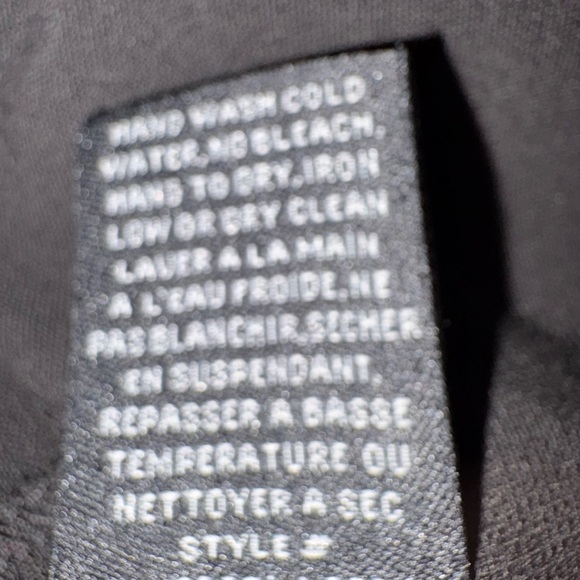 HAND WASH COLD
WATER, NO BLEACH,
HANG TO DRY, IRON
LOW OR DRY CLEAN
LAVER A LA MAIN
A L'EAU FROIDE, NE
PAS BLANCHIR, SECHER
EN SUSPENDANT,
REPASSER A BASSE
TEMPERATURE OU
NETTOYER A SEC
STYLE #